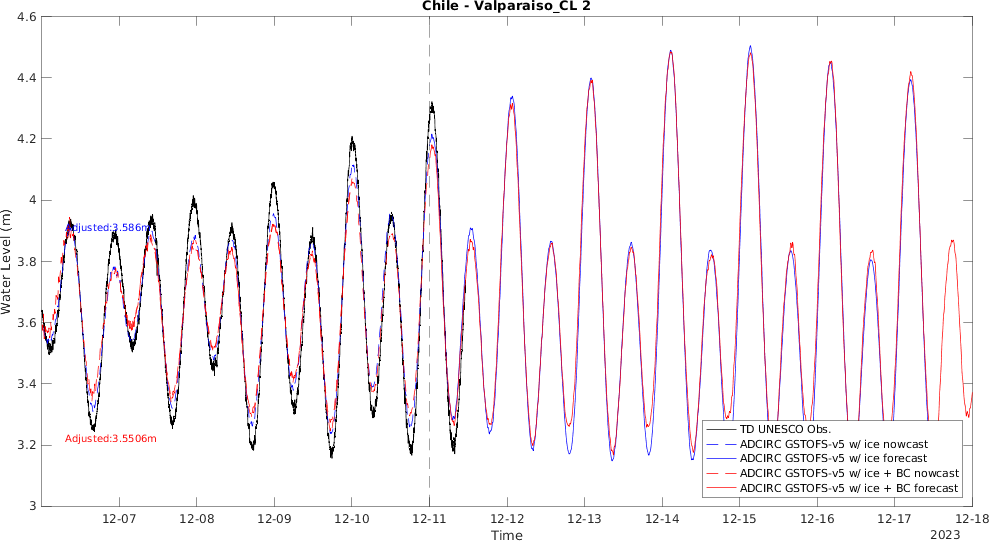 Chile - Valparaiso_CL 2
4.6
4.4
4.2
4
3.8
3.6
3.4
3.2
3
Water Level (m)
Adjusted:3.586m
Adjusted:3.5506m
TD UNESCO Obs.
ADCIRC GSTOFS-v5 w/ ice nowcast
ADCIRC GSTOFS-v5 w/ ice forecast
ADCIRC GSTOFS-v5 w/ ice + BC nowcast
ADCIRC GSTOFS-v5 w/ ice + BC forecast
12-07 12-08 12-09 12-10 12-11 12-12 12-13 12-14 12-15 12-16 12-17 12-18
Time
2023